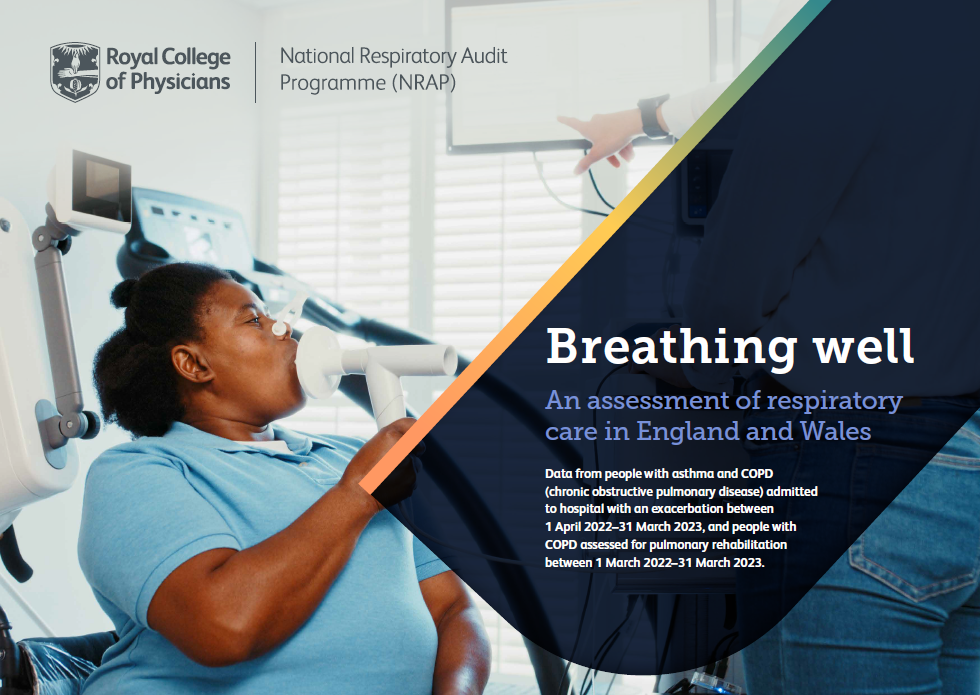 Royal College
of Physicians
National Respiratory Audit
Programme (NRAP)
Breathing well
An assessment of respiratory
care in England and Wales
Data from people with asthma and COPD
(chronic obstructive pulmonary disease) admitted
to hospital with an exacerbation between
1 April 2022–31 March 2023, and people with
COPD assessed for pulmonary rehabilitation
between 1 March 2022–31 March 2023.